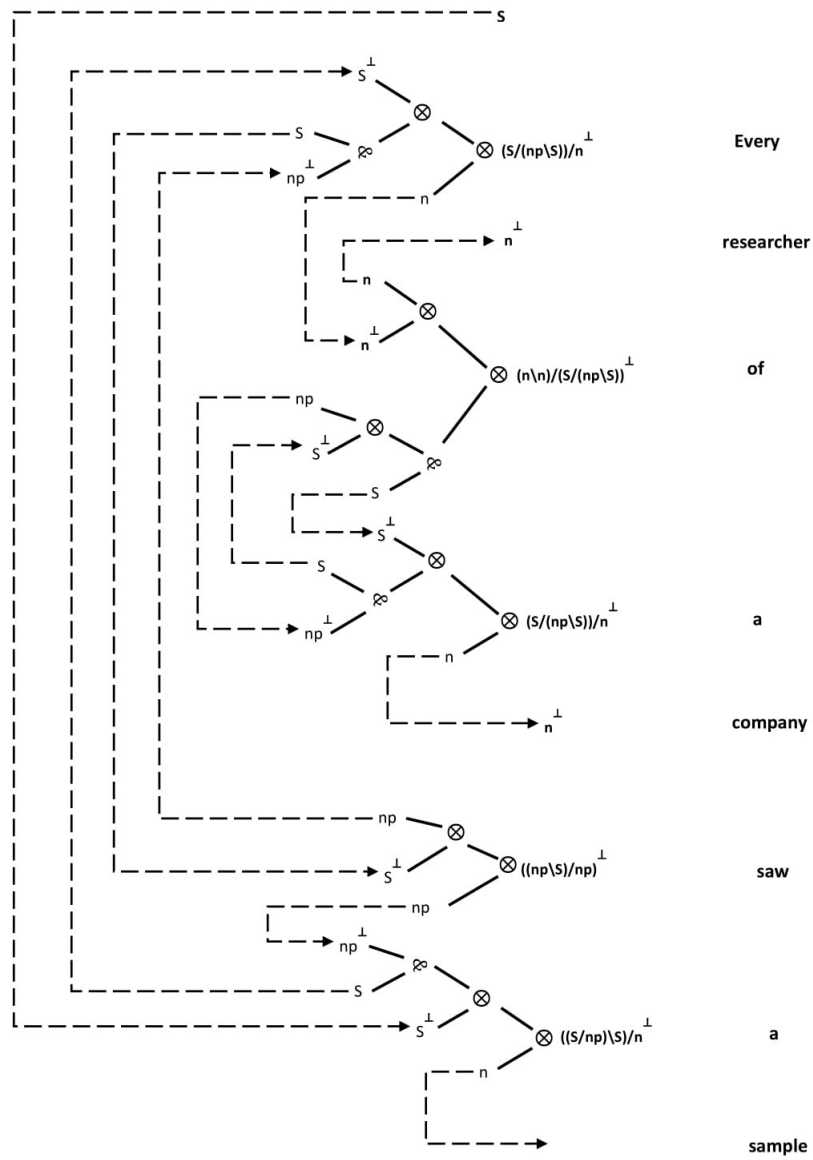 S
S⊥
⊗
S
⅋
⊗ (S/(np\S))/n⊥ Every
np⊥
n
n⊥ researcher
n
⊗
n⊥
⊗ (n\n)/(S/(np\S))⊥ of
np
⊗
S⊥
⅋
S
S⊥
⊗
S
⅋
⊗ (S/(np\S))/n⊥ a
np⊥
n
n⊥ company
np
⊗
S⊥ ⊗ ((np\S)/np)⊥ saw
np
np⊥
⅋
S
⊗
S⊥
⊗ ((S/np)\S)/n⊥ a
n
sample